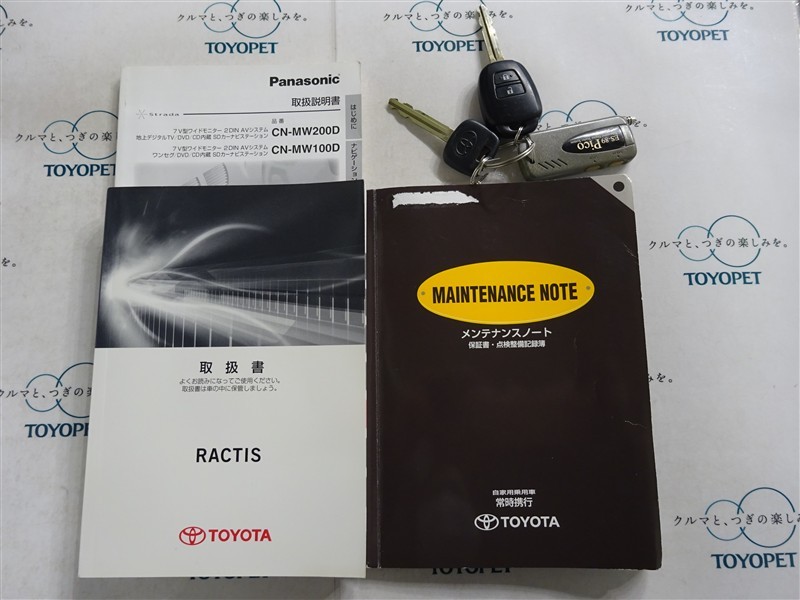 クルマと、つぎの楽しみを。
TOYOPET
TOYOPET
クルマと、つぎの楽しみを。
TOYOPET
Panasonic
取扱説明書
はじめに
Strada
品番
7V型ワイドモニター 2DIN AVシステム
地上デジタルTV/DVD/CD内蔵 SDカーナビステーション
CN-MW200D
7V型ワイドモニター 2DIN AVシステム
ワンセグ/DVD/CD内蔵 SDカーナビステーション
CN-MW100D
ナビゲーション
ES-89 Pico
クルマと、つぎの楽しみを。
TOYOPET
取扱書
よくお読みになってご使用ください。
取扱書は車の中に保管しましょう。
RACTIS
TOYOTA
MAINTENANCE NOTE
メンテナンスノート
保証書・点検整備記録簿
自家用乗用車
常時携行
TOYOTA
クルマと、つぎの楽しみを。
TOYOPET
クルマと、つぎの
TOYOPET
クルマと、つぎの楽しみを。
TOYOPET
TOYOPET